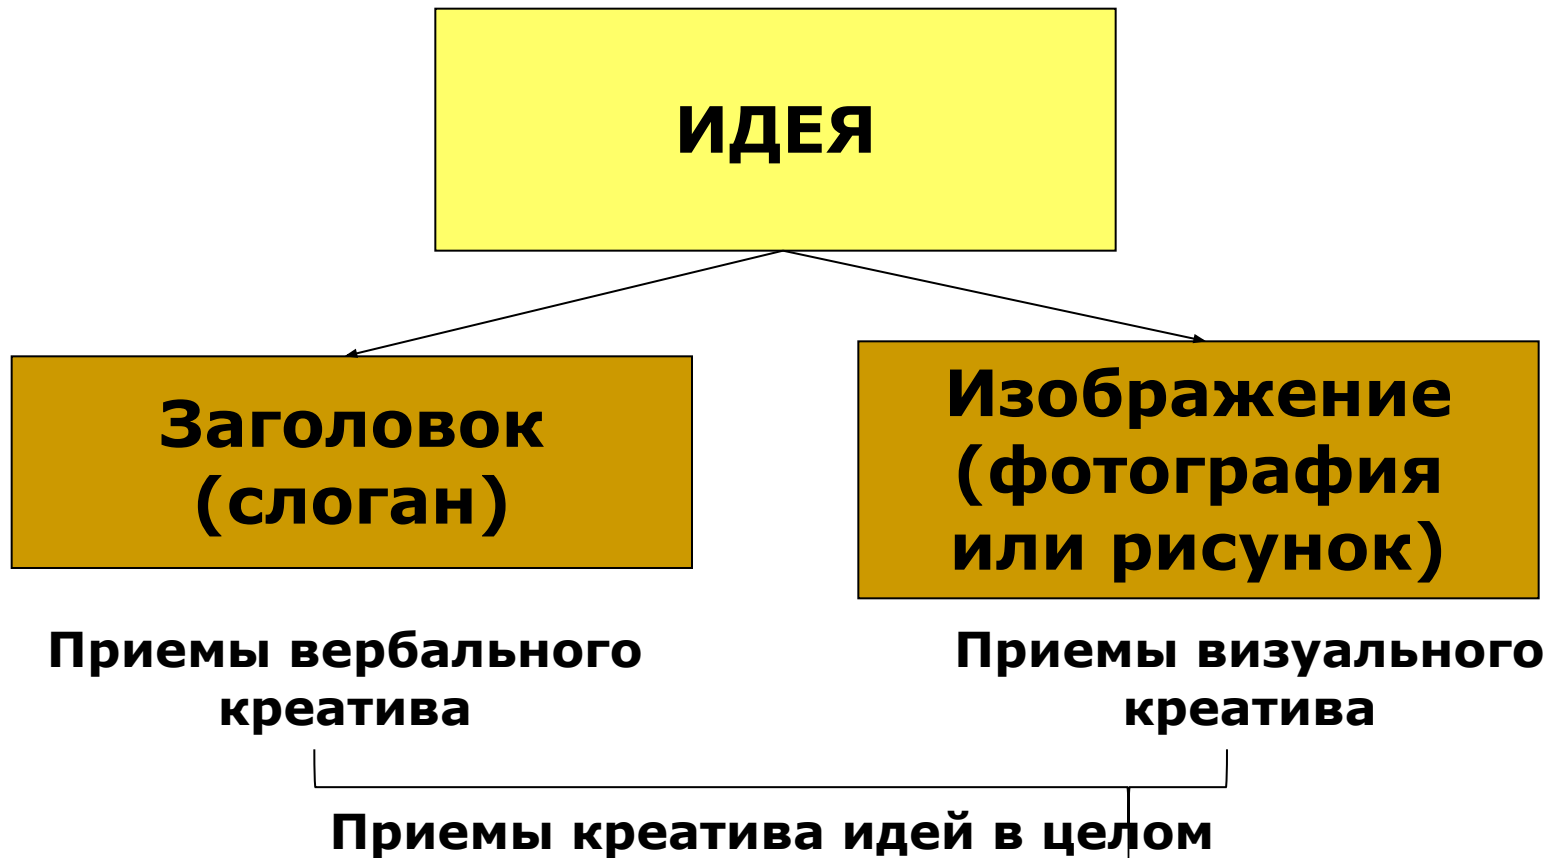 ИДЕЯ
Заголовок
(слоган)
Изображение
(фотография
или рисунок)
Приемы вербального
креатива
Приемы визуального
креатива
Приемы креатива идей в целом